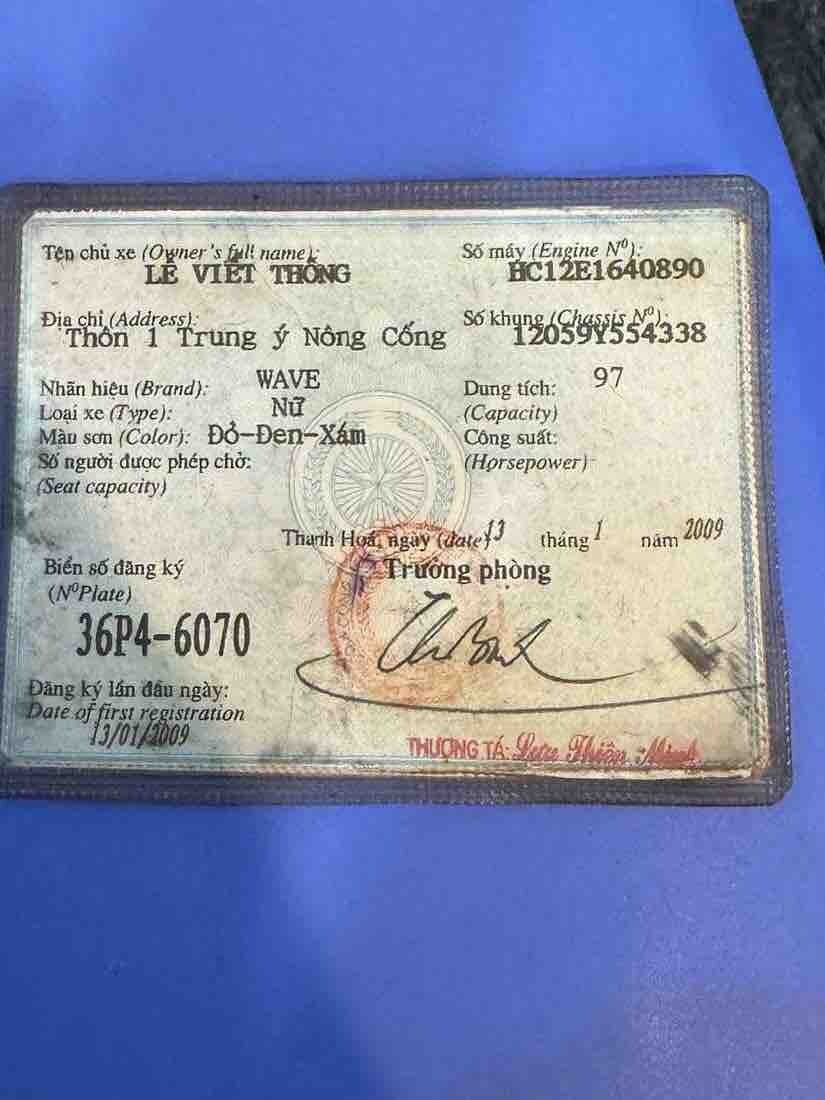 Tên chủ xe (Owner's full name):
LÊ VIẾT THÔNG
Số máy (Engine Nº):
HC12E1640890
Địa chỉ (Address):
Thôn 1 Trung ý Nông Cống
Số khung (Chassis Nº):
12059Y554338
Nhãn hiệu (Brand): WAVE
Dung tích: 97
Loại xe (Type): Nữ
(Capacity)
Màu sơn (Color): Đỏ-Đen-Xám
Công suất:
Số người được phép chở:
(Horsepower)
(Seat capacity)
Thanh Hoá, ngày (date) 13 tháng 1 năm 2009
Biển số đăng ký
Trưởng phòng
(NºPlate)
36P4-6070
Đăng ký lần đầu ngày:
Date of first registration
13/01/2009
THƯỢNG TÁ: Lưu Thiên Minh